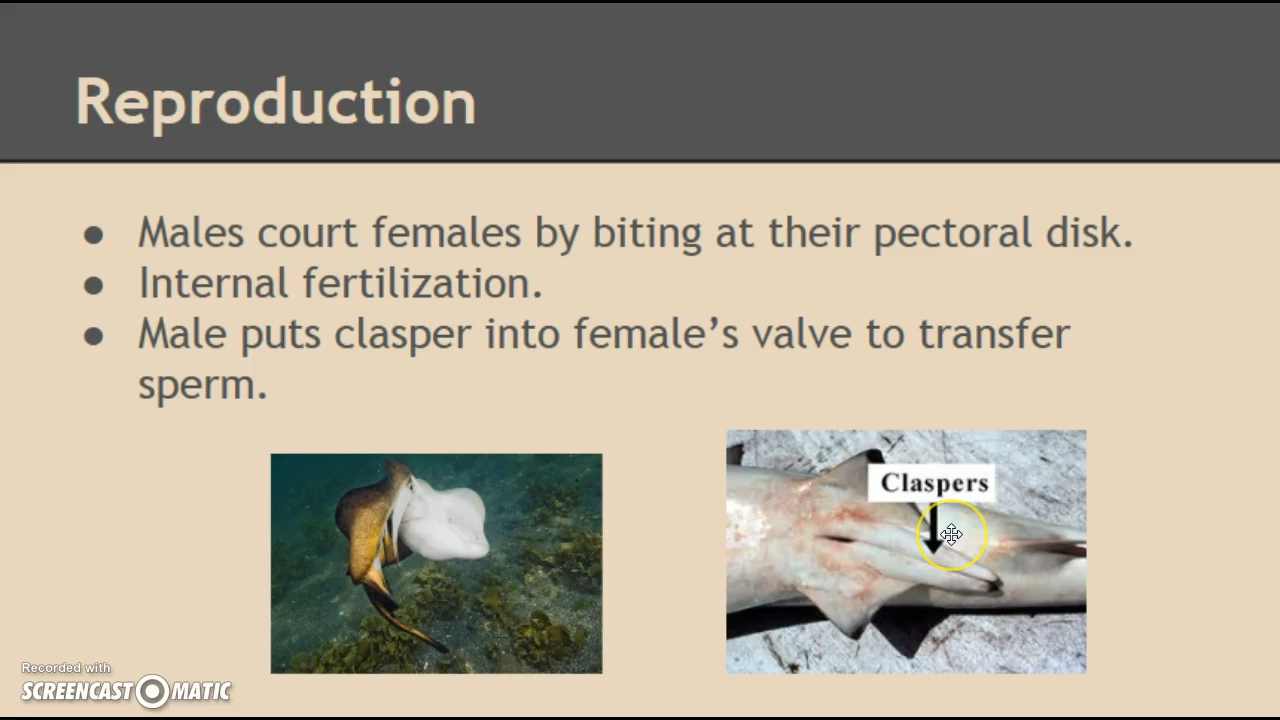 Reproduction
● Males court females by biting at their pectoral disk.
● Internal fertilization.
● Male puts clasper into female’s valve to transfer
sperm.
Claspers
Recorded with
SCREENCAST O MATIC